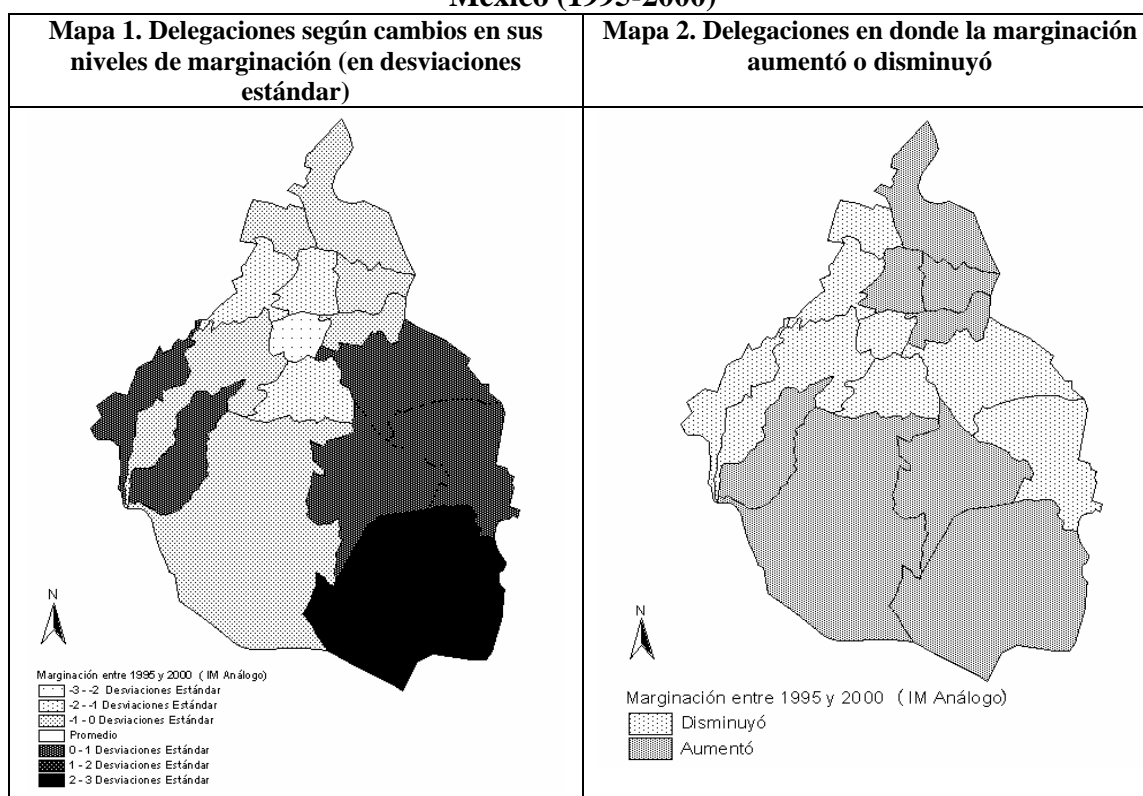 México (1995-2000)
Mapa 1. Delegaciones según cambios en sus
niveles de marginación (en desviaciones
estándar)
Mapa 2. Delegaciones en donde la marginación
aumentó o disminuyó
N
Marginación entre 1995 y 2000 ( IM Análogo)
-3 - -2 Desviaciones Estándar
-2 - -1 Desviaciones Estándar
-1 - 0 Desviaciones Estándar
Promedio
0 - 1 Desviaciones Estándar
1 - 2 Desviaciones Estándar
2 - 3 Desviaciones Estándar
N
Marginación entre 1995 y 2000 ( IM Análogo)
Disminuyó
Aumentó